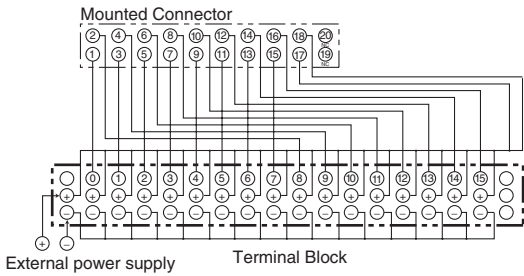 Mounted Connector
2 4 6 8 10 12 14 16 18 20
NC
1 3 5 7 9 11 13 15 17 19
NC
0 1 2 3 4 5 6 7 8 9 10 11 12 13 14 15
+ + + + + + + + + + + + + + + +
− − − − − − − − − − − − − − − −
+ −
External power supply
Terminal Block